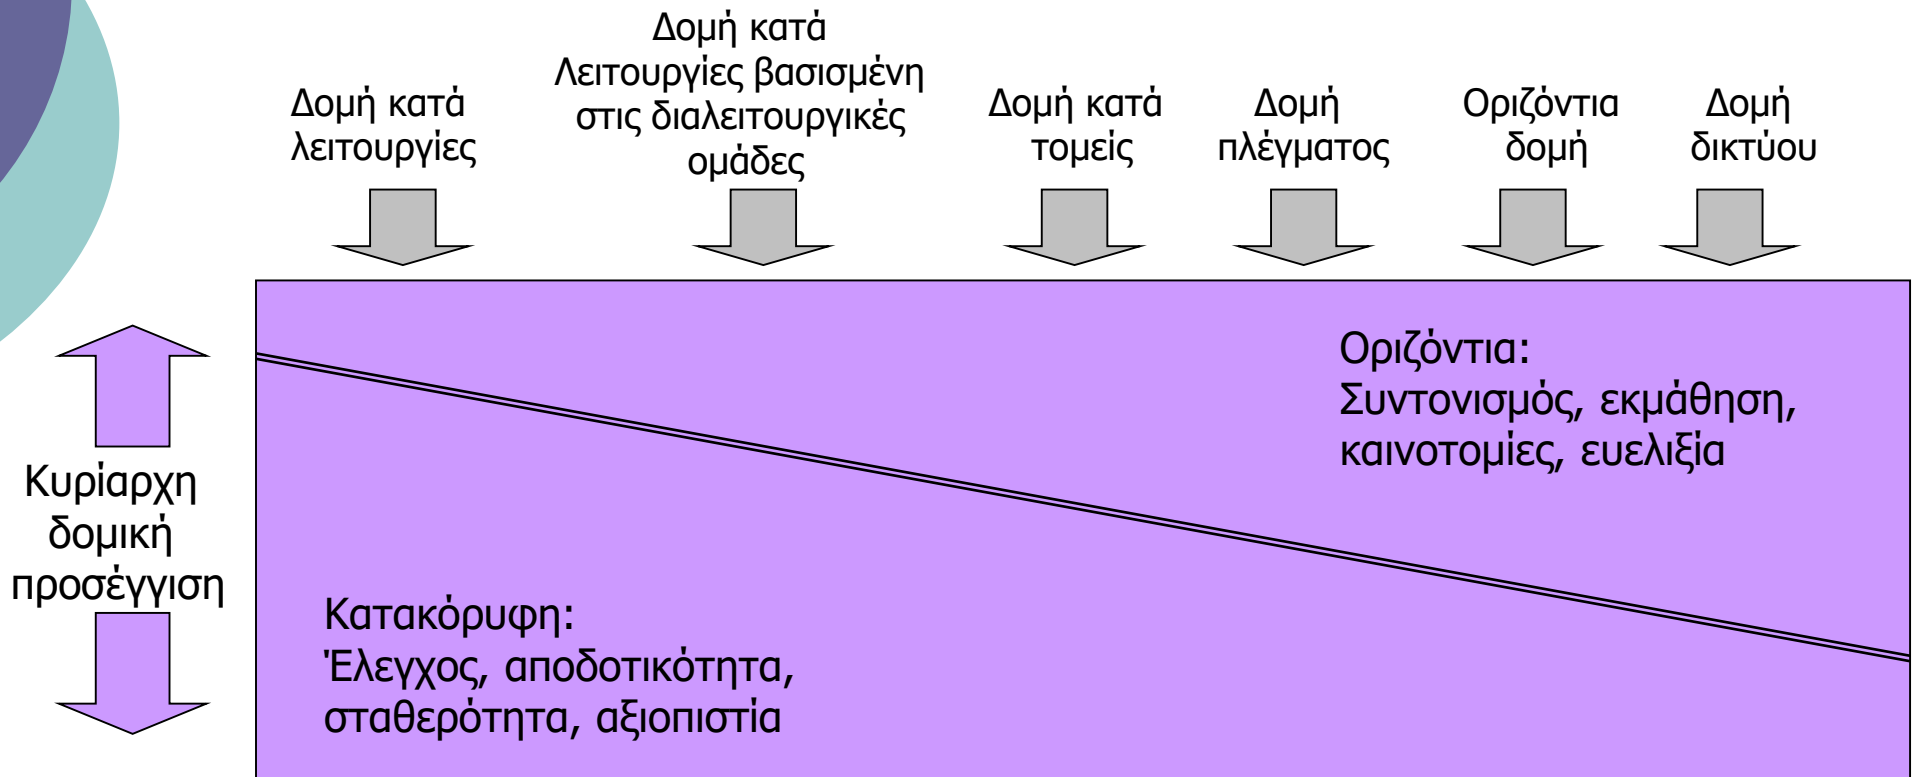 Δομή κατά
λειτουργίες
Δομή κατά
Λειτουργίες βασισμένη
στις διαλειτουργικές
ομάδες
Δομή κατά
τομείς
Δομή
πλέγματος
Οριζόντια
δομή
Δομή
δικτύου
Κυρίαρχη
δομική
προσέγγιση
Οριζόντια:
Συντονισμός, εκμάθηση,
καινοτομίες, ευελιξία
Κατακόρυφη:
Έλεγχος, αποδοτικότητα,
σταθερότητα, αξιοπιστία